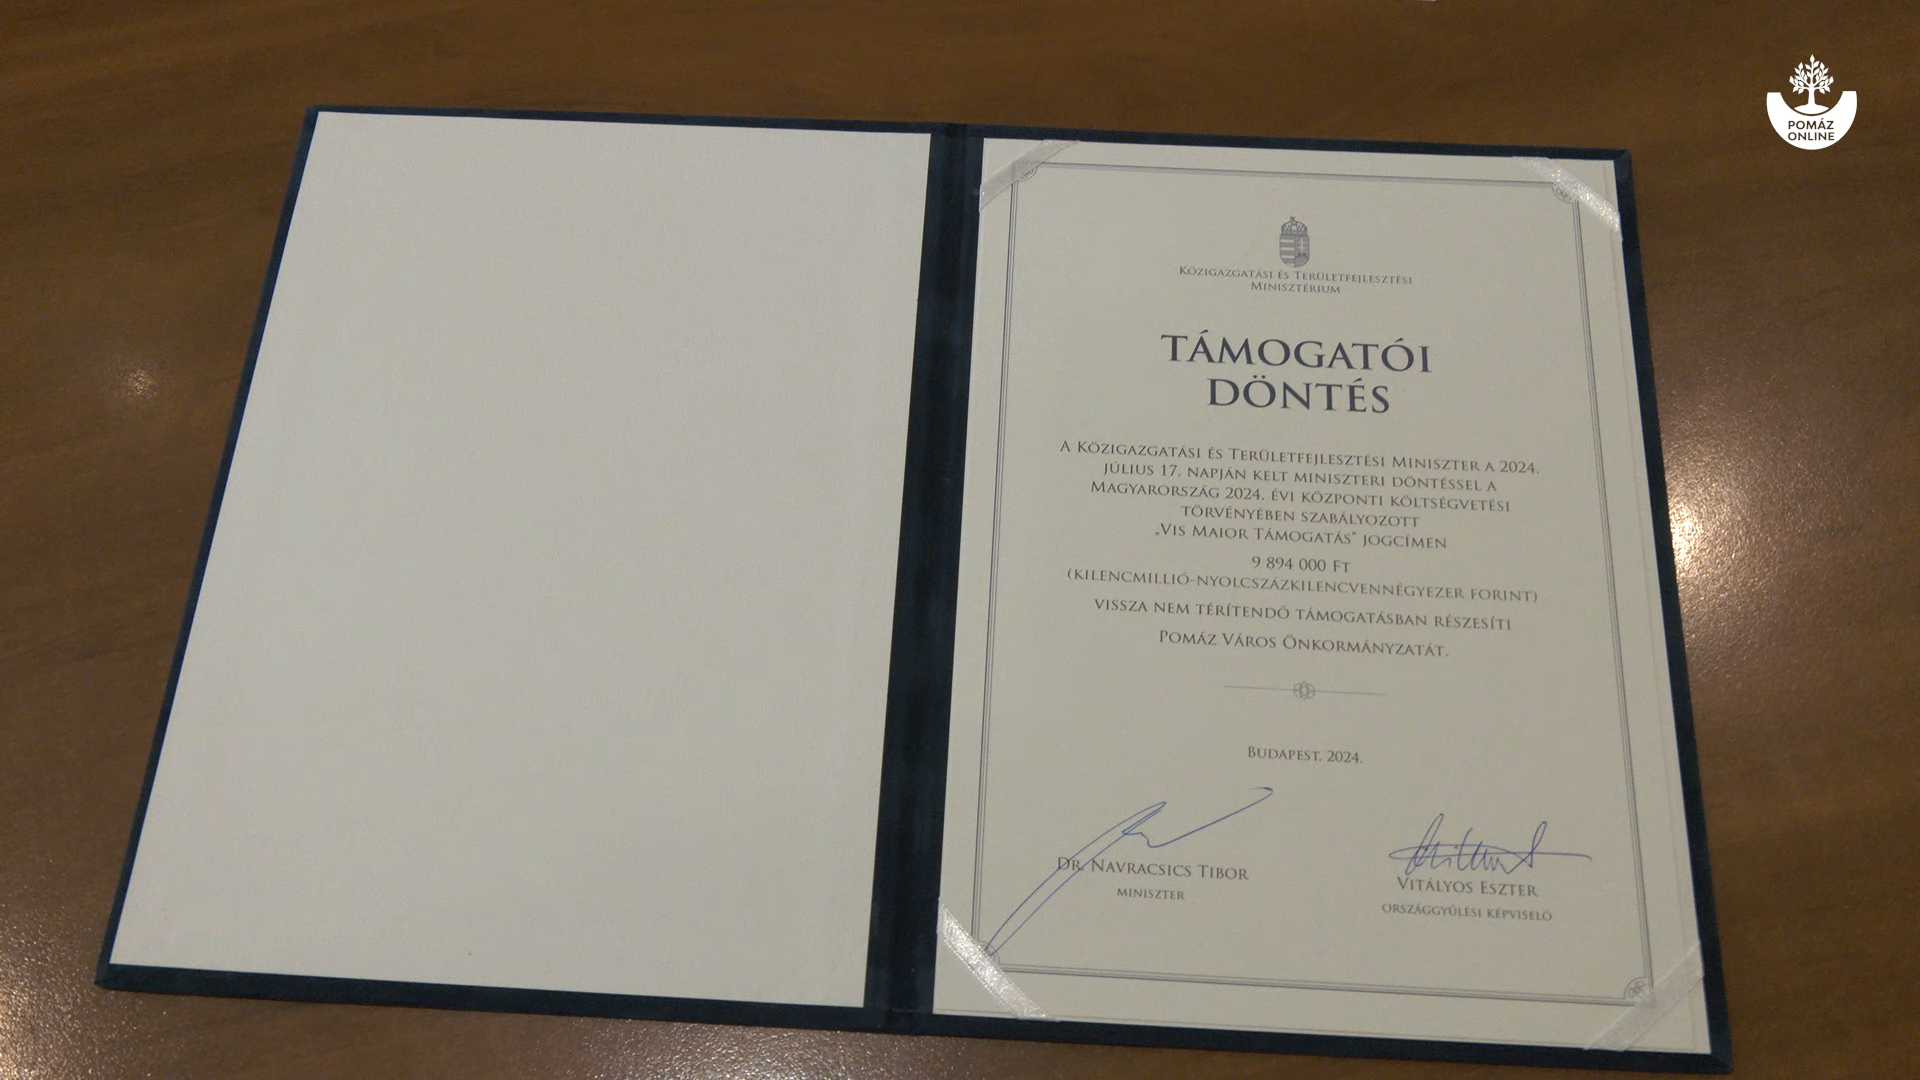 POMÁZ
ONLINE
Közigazgatási és Területfejlesztési
Minisztérium
TÁMOGATÓI
DÖNTÉS
A Közigazgatási és Területfejlesztési Miniszter a 2024.
július 17. napján kelt miniszteri döntéssel a
Magyarország 2024. évi központi költségvetési
törvényében szabályozott
„Vis Maior Támogatás" jogcímen
9 894 000 Ft
(kilencmillió-nyolcszázkilencvennégyezer forint)
vissza nem térítendő támogatásban részesíti
Pomáz Város Önkormányzatát.
Budapest, 2024.
Dr. Navracsics Tibor
miniszter
Vitályos Eszter
országgyűlési képviselő